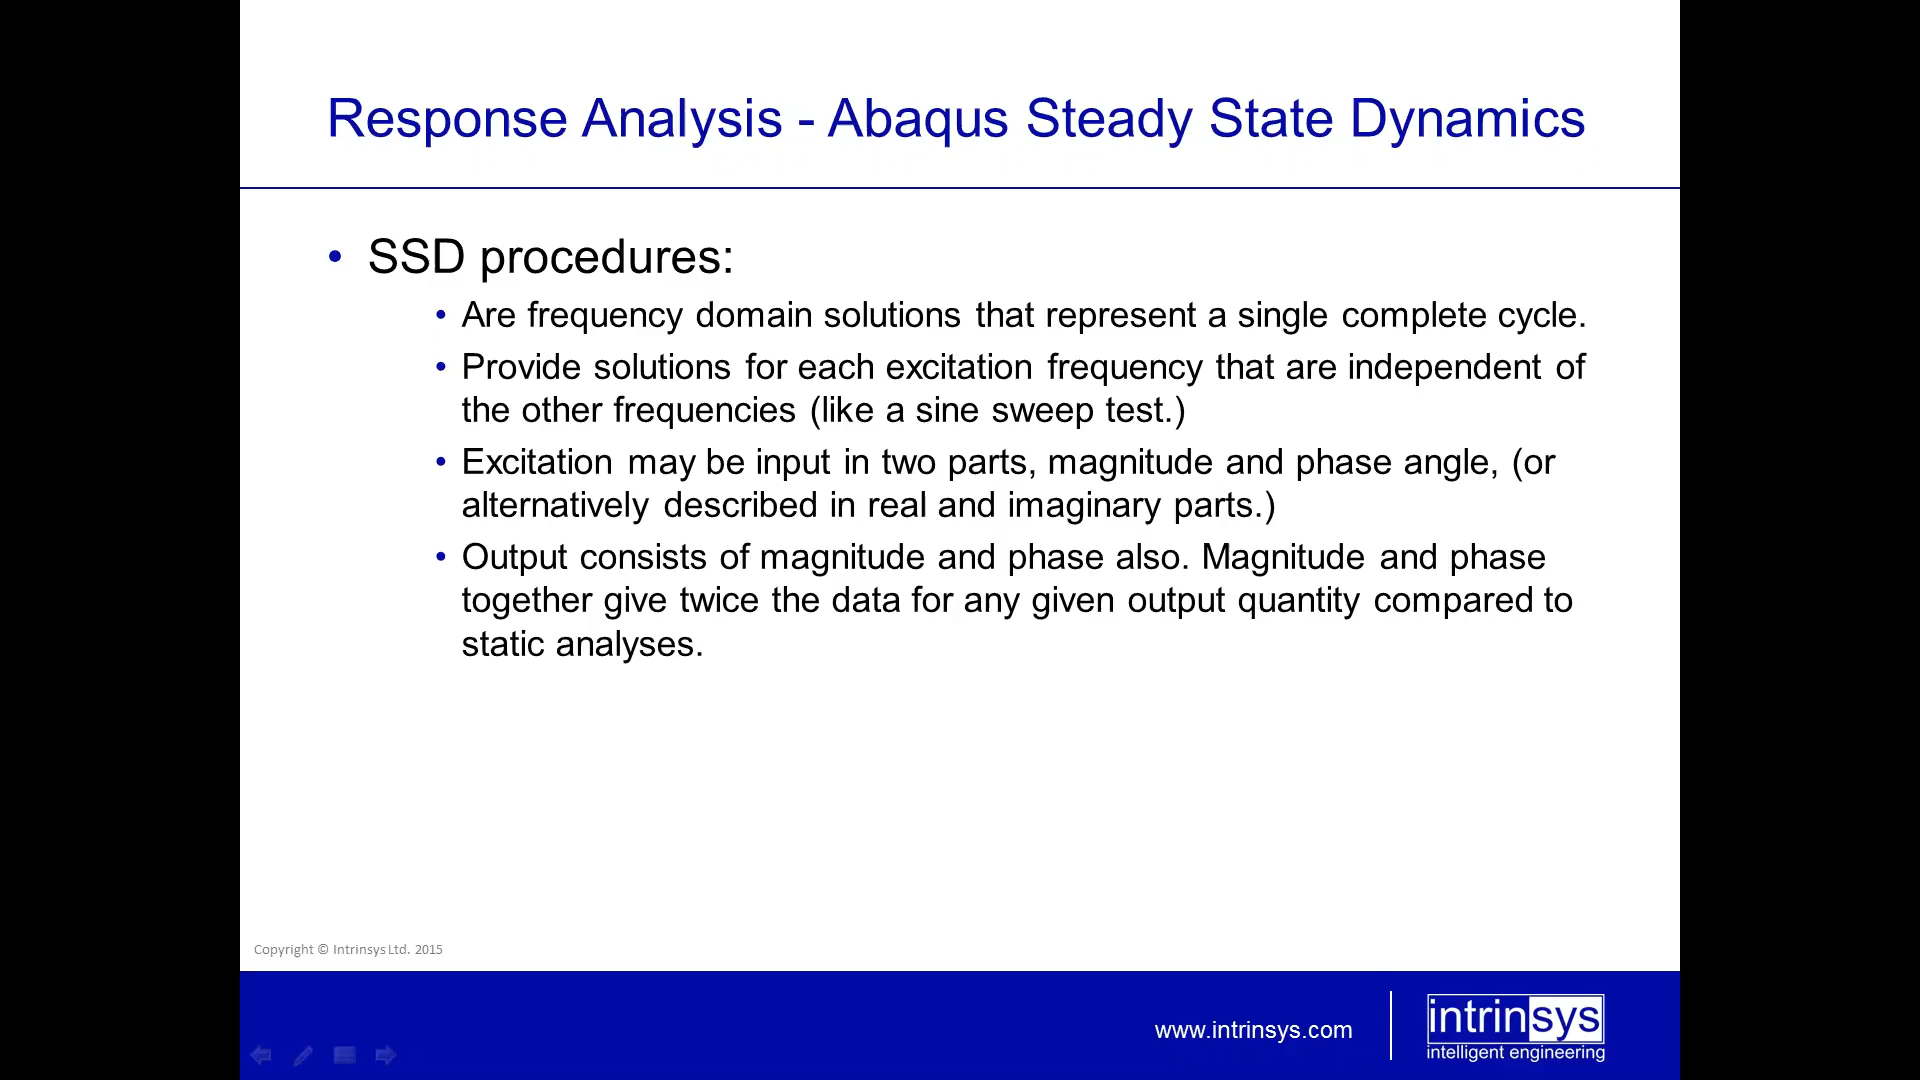 Response Analysis - Abaqus Steady State Dynamics
• SSD procedures:
• Are frequency domain solutions that represent a single complete cycle.
• Provide solutions for each excitation frequency that are independent of
the other frequencies (like a sine sweep test.)
• Excitation may be input in two parts, magnitude and phase angle, (or
alternatively described in real and imaginary parts.)
• Output consists of magnitude and phase also. Magnitude and phase
together give twice the data for any given output quantity compared to
static analyses.
Copyright © Intrinsys Ltd. 2015
www.intrinsys.com
intrinsys
intelligent engineering